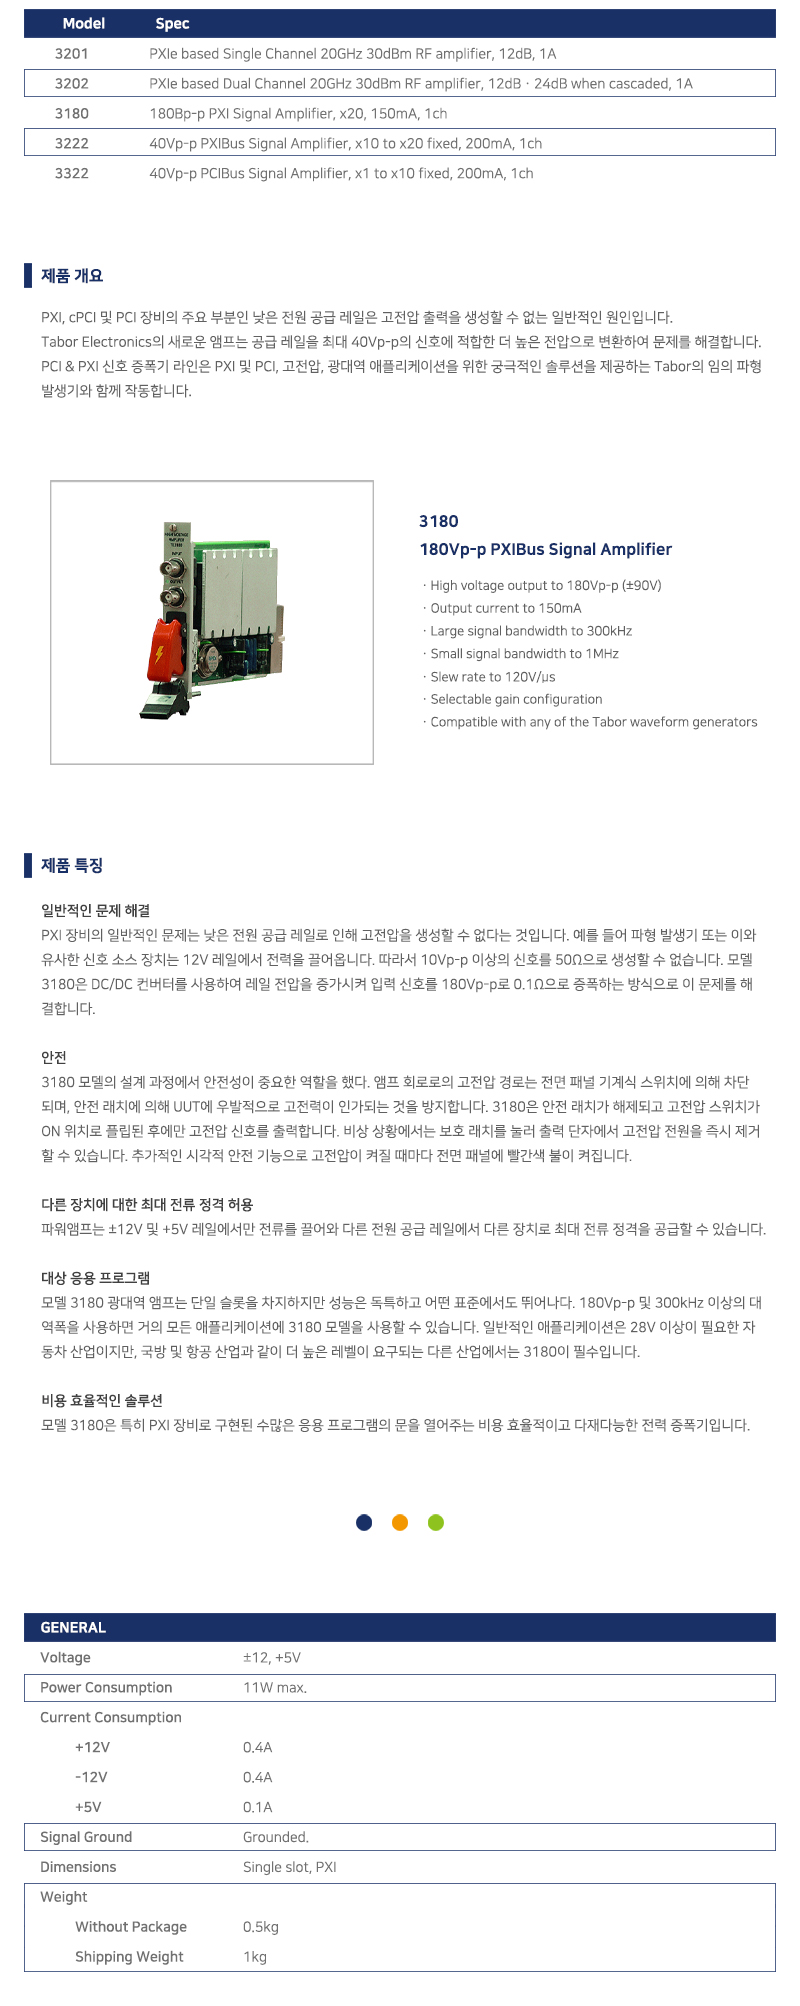 Model Spec
3201 PXIe based Single Channel 20GHz 30dBm RF amplifier, 12dB, 1A
3202 PXIe based Dual Channel 20GHz 30dBm RF amplifier, 12dB · 24dB when cascaded, 1A
3180 180Bp-p PXI Signal Amplifier, x20, 150mA, 1ch
3222 40Vp-p PXIBus Signal Amplifier, x10 to x20 fixed, 200mA, 1ch
3322 40Vp-p PCIBus Signal Amplifier, x1 to x10 fixed, 200mA, 1ch
제품 개요
PXI, cPCI 및 PCI 장비의 주요 부분인 낮은 전원 공급 레일은 고전압 출력을 생성할 수 없는 일반적인 원인입니다.
Tabor Electronics의 새로운 앰프는 공급 레일을 최대 40Vp-p의 신호에 적합한 더 높은 전압으로 변환하여 문제를 해결합니다.
PCI & PXI 신호 증폭기 라인은 PXI 및 PCI, 고전압, 광대역 애플리케이션을 위한 궁극적인 솔루션을 제공하는 Tabor의 임의 파형
발생기와 함께 작동합니다.
INPUT
OUTPUT
3180
180Vp-p PXIBus Signal Amplifier
· High voltage output to 180Vp-p (±90V)
· Output current to 150mA
· Large signal bandwidth to 300kHz
· Small signal bandwidth to 1MHz
· Slew rate to 120V/μs
· Selectable gain configuration
· Compatible with any of the Tabor waveform generators
제품 특징
일반적인 문제 해결
PXI 장비의 일반적인 문제는 낮은 전원 공급 레일로 인해 고전압을 생성할 수 없다는 것입니다. 예를 들어 파형 발생기 또는 이와
유사한 신호 소스 장치는 12V 레일에서 전력을 끌어옵니다. 따라서 10Vp-p 이상의 신호를 50Ω으로 생성할 수 없습니다. 모델
3180은 DC/DC 컨버터를 사용하여 레일 전압을 증가시켜 입력 신호를 180Vp-p로 0.1Ω으로 증폭하는 방식으로 이 문제를 해
결합니다.
안전
3180 모델의 설계 과정에서 안전성이 중요한 역할을 했다. 앰프 회로로의 고전압 경로는 전면 패널 기계식 스위치에 의해 차단
되며, 안전 래치에 의해 UUT에 우발적으로 고전력이 인가되는 것을 방지합니다. 3180은 안전 래치가 해제되고 고전압 스위치가
ON 위치로 플립된 후에만 고전압 신호를 출력합니다. 비상 상황에서는 보호 래치를 눌러 출력 단자에서 고전압 전원을 즉시 제거
할 수 있습니다. 추가적인 시각적 안전 기능으로 고전압이 켜질 때마다 전면 패널에 빨간색 불이 켜집니다.
다른 장치에 대한 최대 전류 정격 허용
파워앰프는 ±12V 및 +5V 레일에서만 전류를 끌어와 다른 전원 공급 레일에서 다른 장치로 최대 전류 정격을 공급할 수 있습니다.
대상 응용 프로그램
모델 3180 광대역 앰프는 단일 슬롯을 차지하지만 성능은 독특하고 어떤 표준에서도 뛰어나다. 180Vp-p 및 300kHz 이상의 대
역폭을 사용하면 거의 모든 애플리케이션에 3180 모델을 사용할 수 있습니다. 일반적인 애플리케이션은 28V 이상이 필요한 자
동차 산업이지만, 국방 및 항공 산업과 같이 더 높은 레벨이 요구되는 다른 산업에서는 3180이 필수입니다.
비용 효율적인 솔루션
모델 3180은 특히 PXI 장비로 구현된 수많은 응용 프로그램의 문을 열어주는 비용 효율적이고 다재다능한 전력 증폭기입니다.
GENERAL
Voltage ±12, +5V
Power Consumption 11W max.
Current Consumption
+12V 0.4A
-12V 0.4A
+5V 0.1A
Signal Ground Grounded.
Dimensions Single slot, PXI
Weight
Without Package 0.5kg
Shipping Weight 1kg